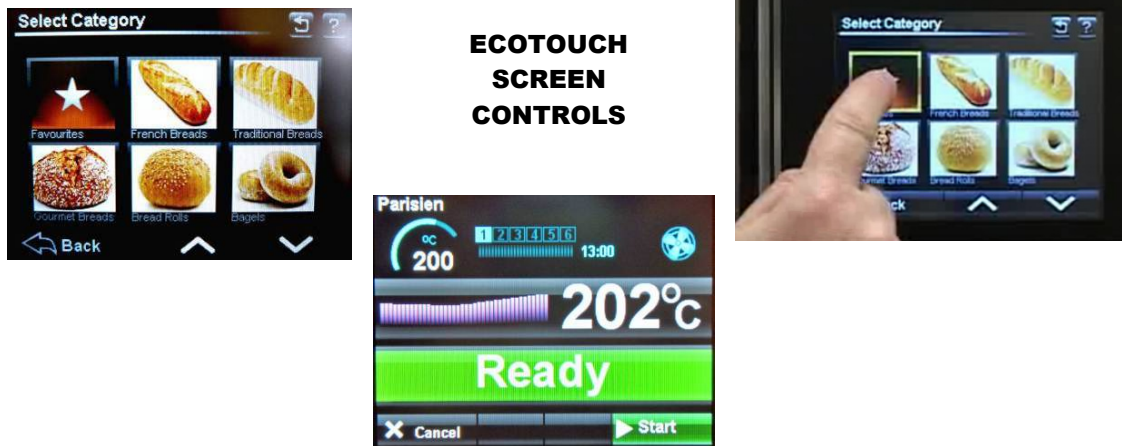 Select Category
?
Favourites
French Breads
Traditional Breads
Gourmet Breads
Bread Rolls
Bagels
Back
ECOTOUCH
SCREEN
CONTROLS
Select Category
?
French Breads
Traditional Breads
Bread Rolls
Bagels
Parisien
°C
200
1 2 3 4 5 6
13:00
202°C
Ready
Cancel
Start